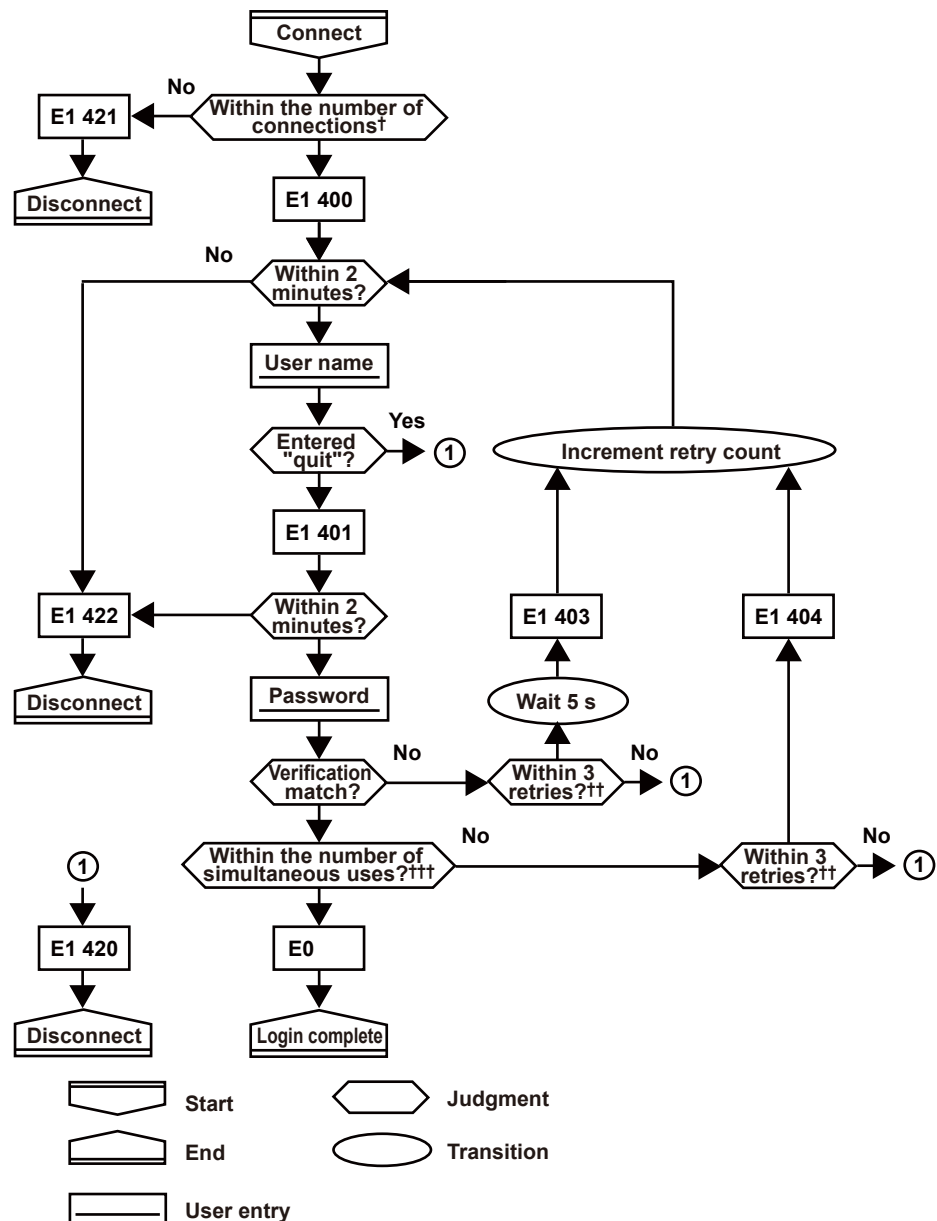 Connect
No
Within the number of
connections†
E1 421
Disconnect
E1 400
No
Within 2
minutes?
User name
Yes
Entered
"quit"?
1
Increment retry count
E1 401
E1 422
Within 2
minutes?
E1 403
E1 404
Disconnect
Password
Wait 5 s
Verification
match?
No
Within 3
retries?††
No
1
Within the number of
simultaneous uses?†††
No
Within 3
retries?††
No
1
1
E1 420
E0
Disconnect
Login complete
Start
Judgment
End
Transition
User entry